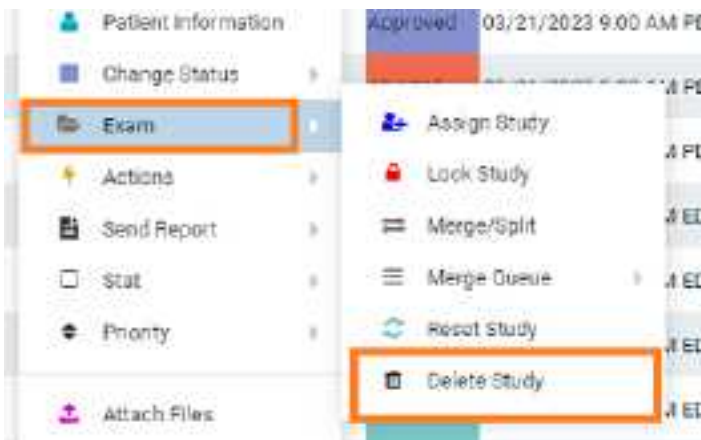 Patient Information
Approved 03/21/2023 9:00 AM
Change Status
Exam
Assign Study
Actions
Lock Study
Send Report
Merge/Split
Stat
Merge Queue
Priority
Reset Study
Delete Study
Attach Files